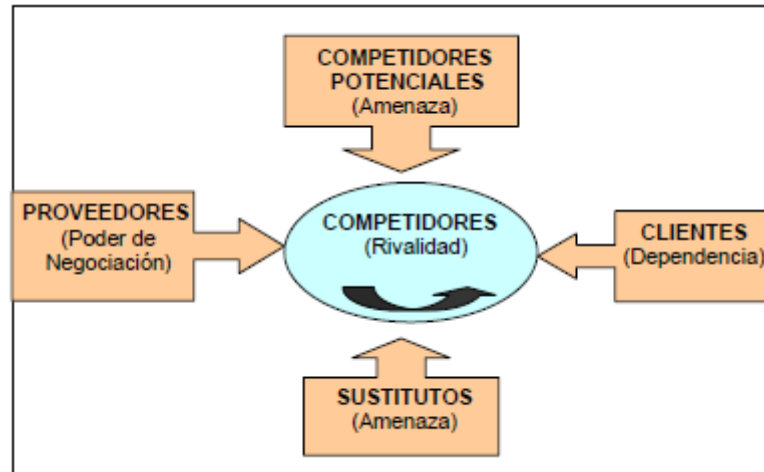 COMPETIDORES
POTENCIALES
(Amenaza)
PROVEEDORES
(Poder de
Negociación)
COMPETIDORES
(Rivalidad)
CLIENTES
(Dependencia)
SUSTITUTOS
(Amenaza)